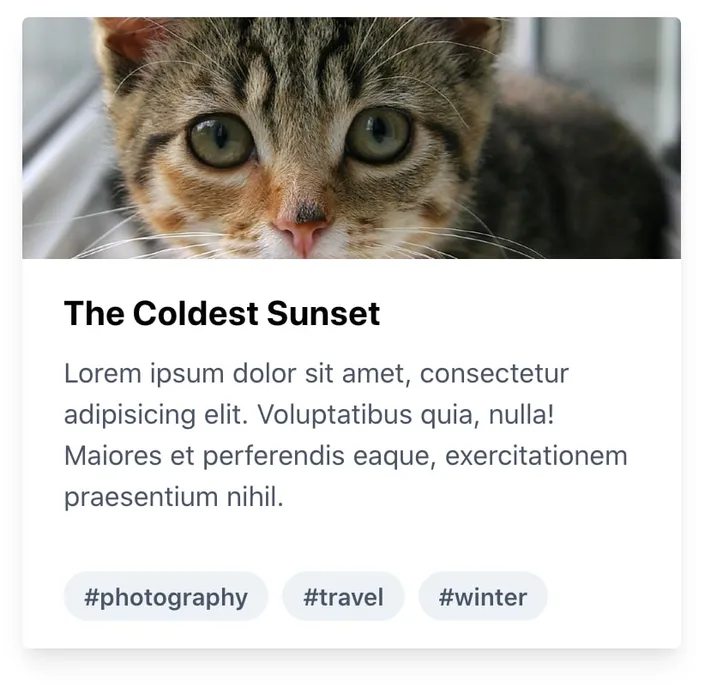 The Coldest Sunset
Lorem ipsum dolor sit amet, consectetur
adipisicing elit. Voluptatibus quia, nulla!
Maiores et perferendis eaque, exercitationem
praesentium nihil.
#photography #travel #winter